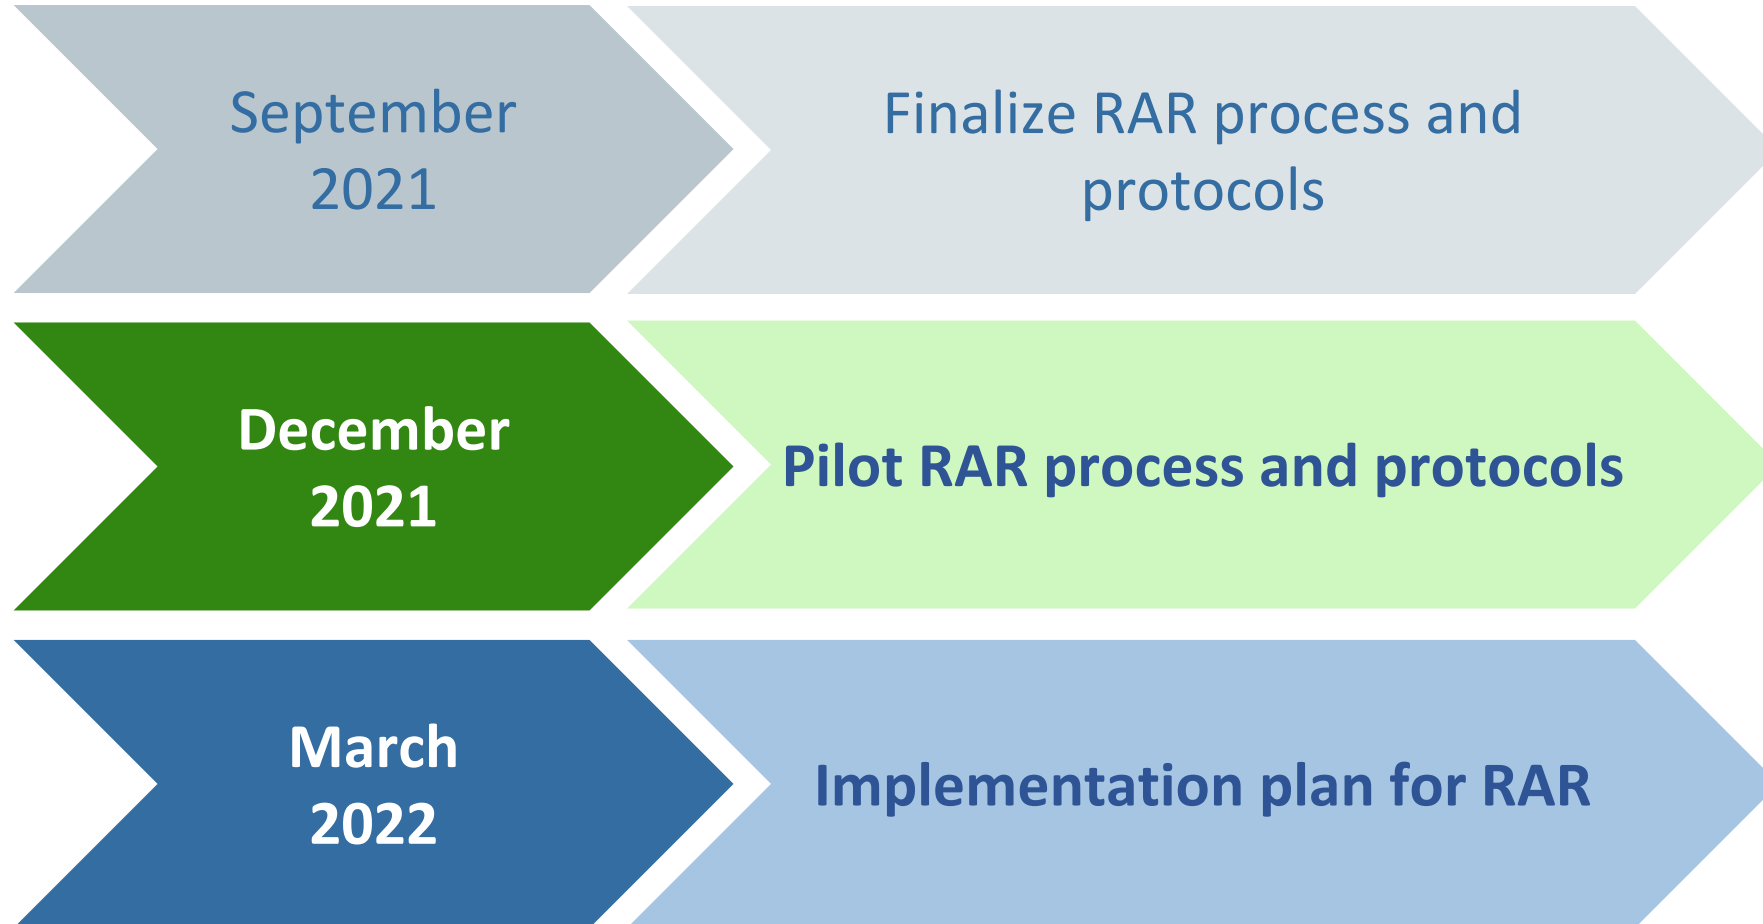 September
2021
Finalize RAR process and
protocols
December
2021
Pilot RAR process and protocols
March
2022
Implementation plan for RAR